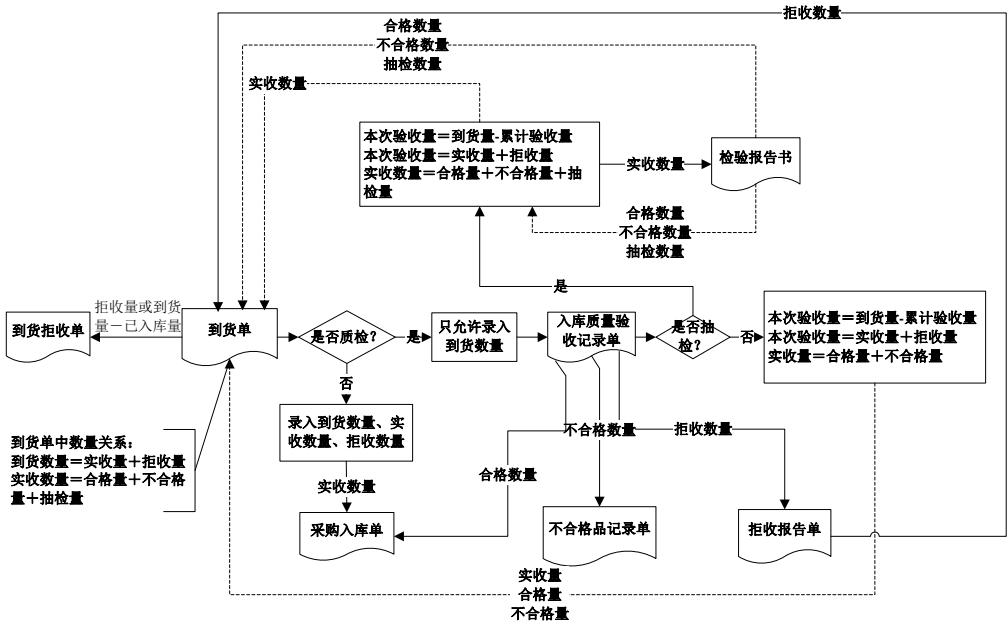 拒收数量
合格数量
不合格数量
抽检数量
实收数量
本次验收量＝到货量-累计验收量
本次验收量＝实收量＋拒收量
实收数量＝合格量＋不合格量＋抽
检量
实收数量
检验报告书
合格数量
不合格数量
抽检数量
是
拒收量或到货
量－已入库量
到货拒收单
到货单
是否质检？
是
只允许录入
到货数量
入库质量验
收记录单
是否抽
检？
否
本次验收量＝到货量-累计验收量
本次验收量＝实收量＋拒收量
实收量＝合格量＋不合格量
否
录入到货数量、实
收数量、拒收数量
不合格数量
拒收数量
到货单中数量关系：
到货数量＝实收量＋拒收量
实收数量＝合格量＋不合格
量＋抽检量
合格数量
实收数量
采购入库单
不合格品记录单
拒收报告单
实收量
合格量
不合格量